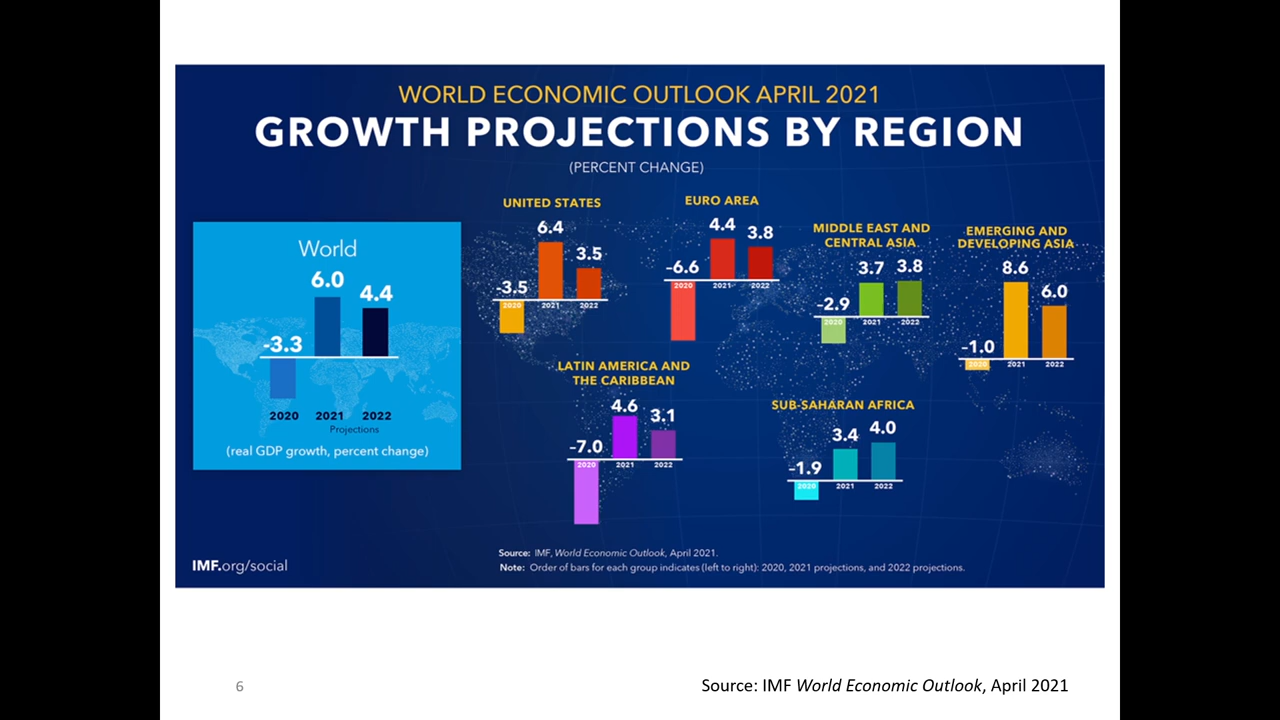 WORLD ECONOMIC OUTLOOK APRIL 2021
GROWTH PROJECTIONS BY REGION
(PERCENT CHANGE)
World
-3.3
6.0
4.4
2020 2021 2022
Projections
(real GDP growth, percent change)
UNITED STATES
-3.5
6.4
3.5
2020 2021 2022
EURO AREA
-6.6
4.4
3.8
2020 2021 2022
MIDDLE EAST AND
CENTRAL ASIA
-2.9
3.7
3.8
2020 2021 2022
EMERGING AND
DEVELOPING ASIA
-1.0
8.6
6.0
2020 2021 2022
LATIN AMERICA AND
THE CARIBBEAN
-7.0
4.6
3.1
2020 2021 2022
SUB-SAHARAN AFRICA
-1.9
3.4
4.0
2020 2021 2022
IMF.org/social
Source: IMF, World Economic Outlook, April 2021.
Note: Order of bars for each group indicates (left to right): 2020, 2021 projections, and 2022 projections.
6
Source: IMF World Economic Outlook, April 2021